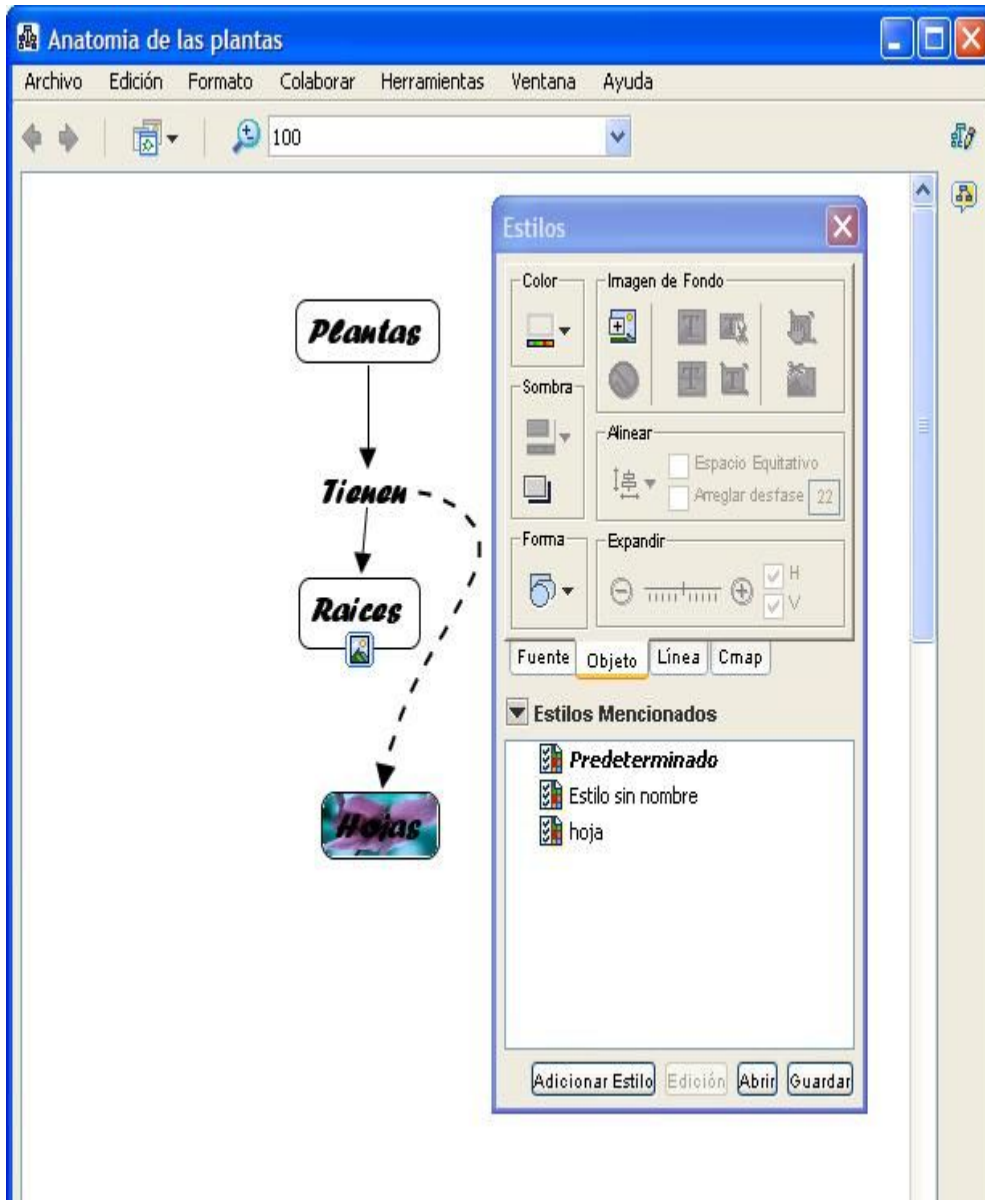 Anatomia de las plantas
Archivo Edición Formato Colaborar Herramientas Ventana Ayuda
100
Plantas
Tienen
Raices
Hojas
Estilos
Color
Imagen de Fondo
Sombra
Alinear
Espacio Equitativo
Arreglar desfase 22
Forma
Expandir
H
V
Fuente Objeto Línea Cmap
Estilos Mencionados
Predeterminado
Estilo sin nombre
hoja
Adicionar Estilo Edición Abrir Guardar